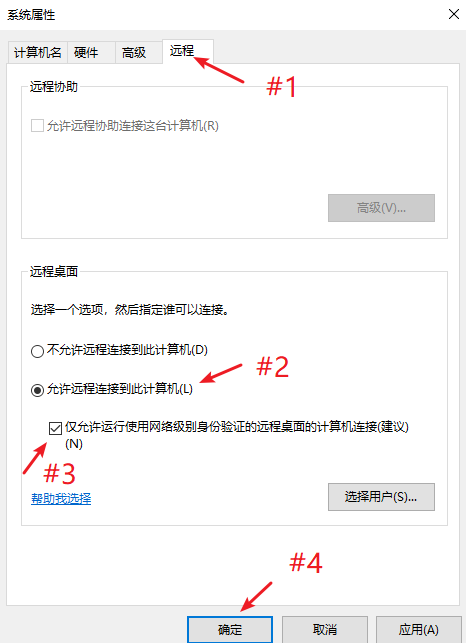 系统属性
计算机名 硬件 高级 远程
#1
远程协助
允许远程协助连接这台计算机(R)
高级(V)...
远程桌面
选择一个选项，然后指定谁可以连接。
不允许远程连接到此计算机(D)
#2
允许远程连接到此计算机(L)
仅允许运行使用网络级别身份验证的远程桌面的计算机连接(建议)
(N)
#3
帮助我选择
选择用户(S)...
#4
确定 取消 应用(A)